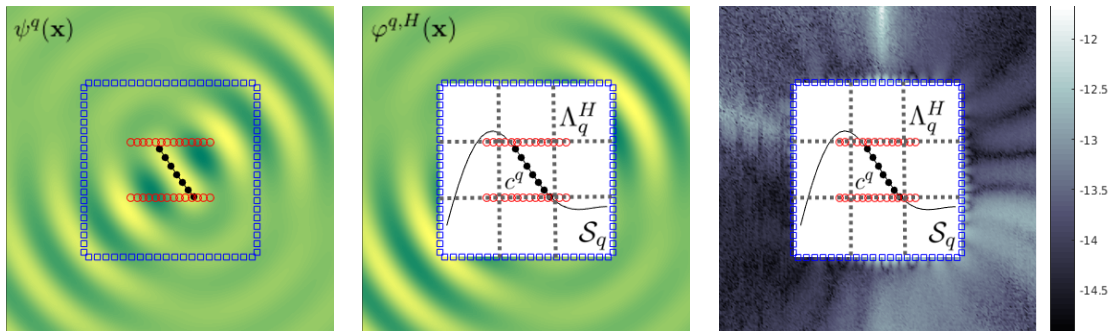 ψ^q(x)
φ^{q,H}(x)
Λ_q^H
c^q
S_q
Λ_q^H
c^q
S_q
-12
-12.5
-13
-13.5
-14
-14.5